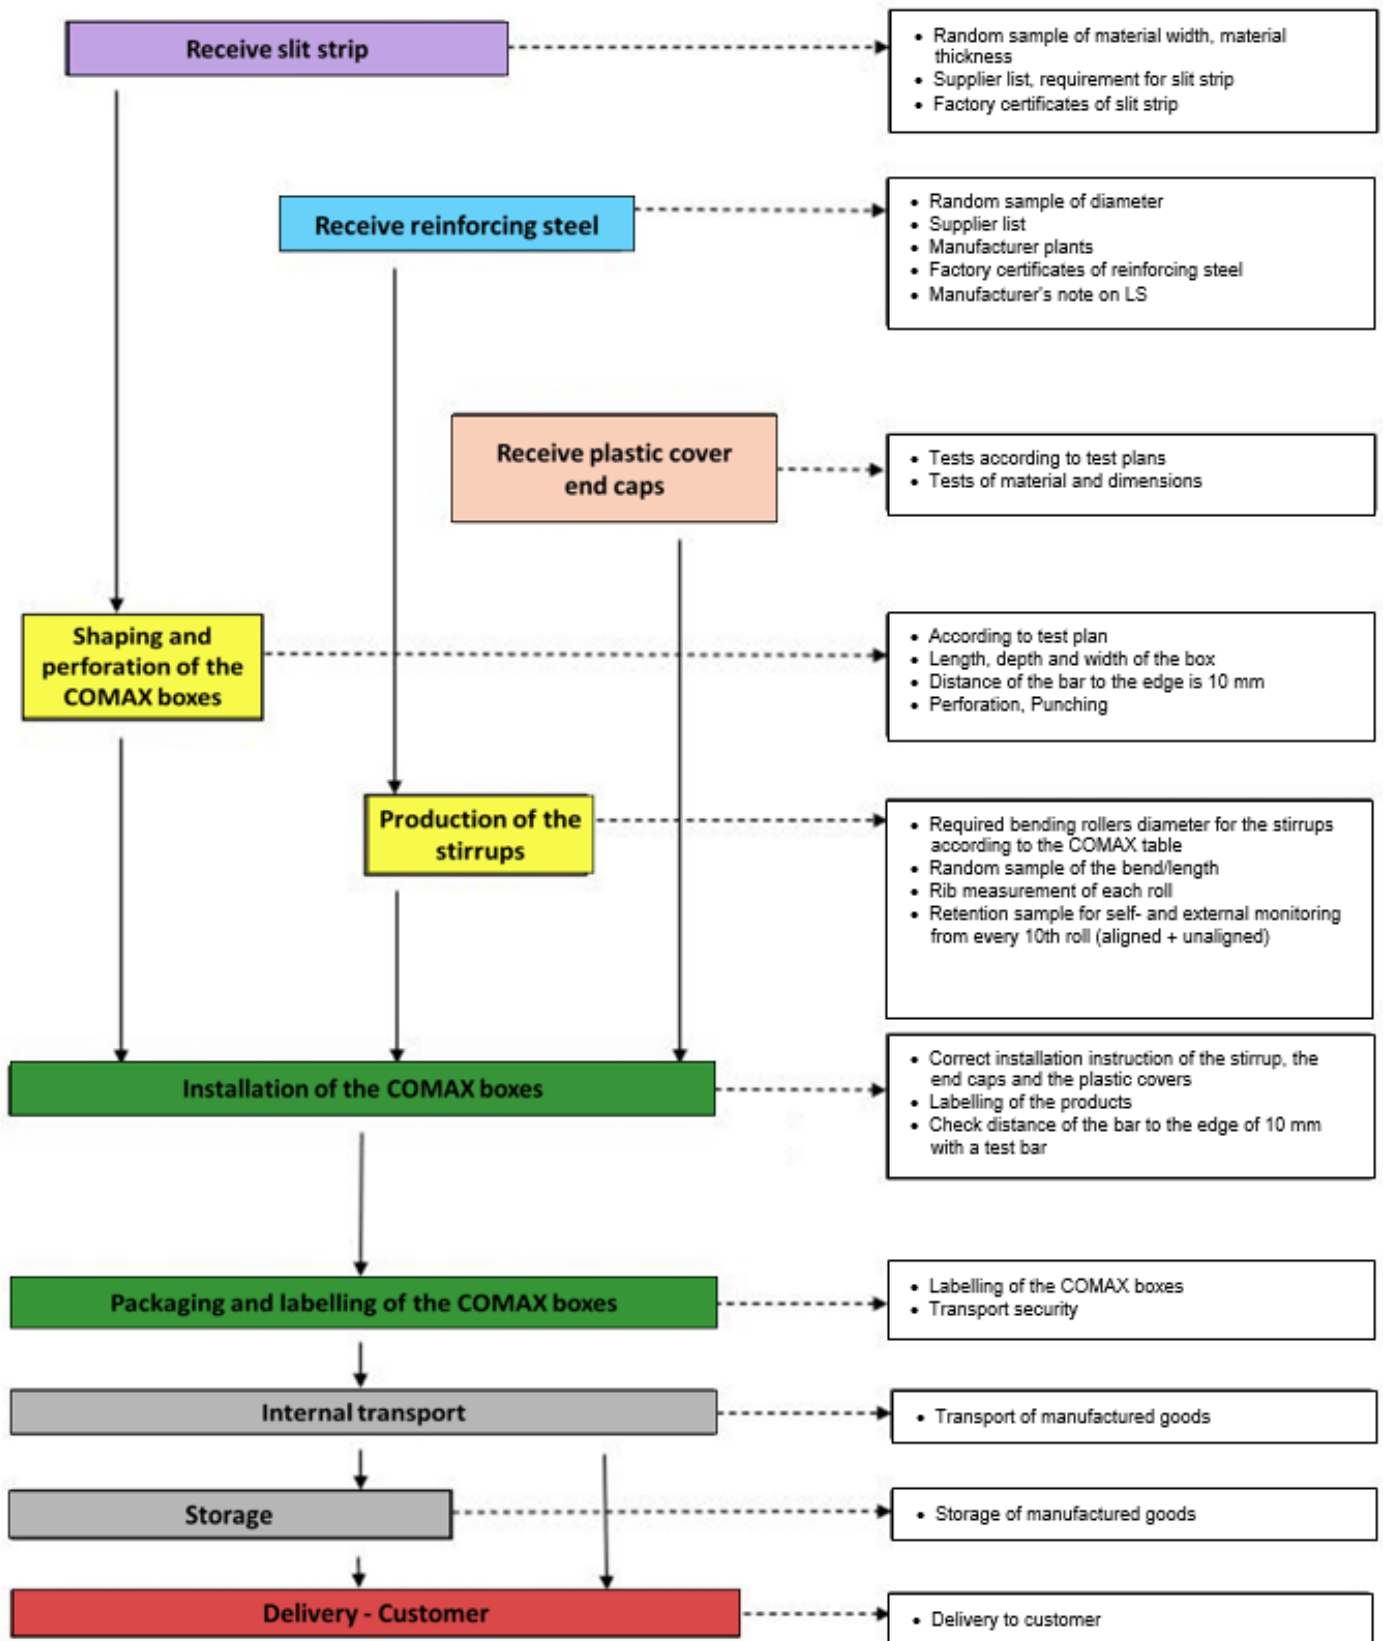 Receive slit strip
• Random sample of material width, material
thickness
• Supplier list, requirement for slit strip
• Factory certificates of slit strip
Receive reinforcing steel
• Random sample of diameter
• Supplier list
• Manufacturer plants
• Factory certificates of reinforcing steel
• Manufacturer's note on LS
Receive plastic cover
end caps
• Tests according to test plans
• Tests of material and dimensions
Shaping and
perforation of the
COMAX boxes
• According to test plan
• Length, depth and width of the box
• Distance of the bar to the edge is 10 mm
• Perforation, Punching
Production of the
stirrups
• Required bending rollers diameter for the stirrups
according to the COMAX table
• Random sample of the bend/length
• Rib measurement of each roll
• Retention sample for self- and external monitoring
from every 10th roll (aligned + unaligned)
Installation of the COMAX boxes
• Correct installation instruction of the stirrup, the
end caps and the plastic covers
• Labelling of the products
• Check distance of the bar to the edge of 10 mm
with a test bar
Packaging and labelling of the COMAX boxes
• Labelling of the COMAX boxes
• Transport security
Internal transport
• Transport of manufactured goods
Storage
• Storage of manufactured goods
Delivery - Customer
• Delivery to customer